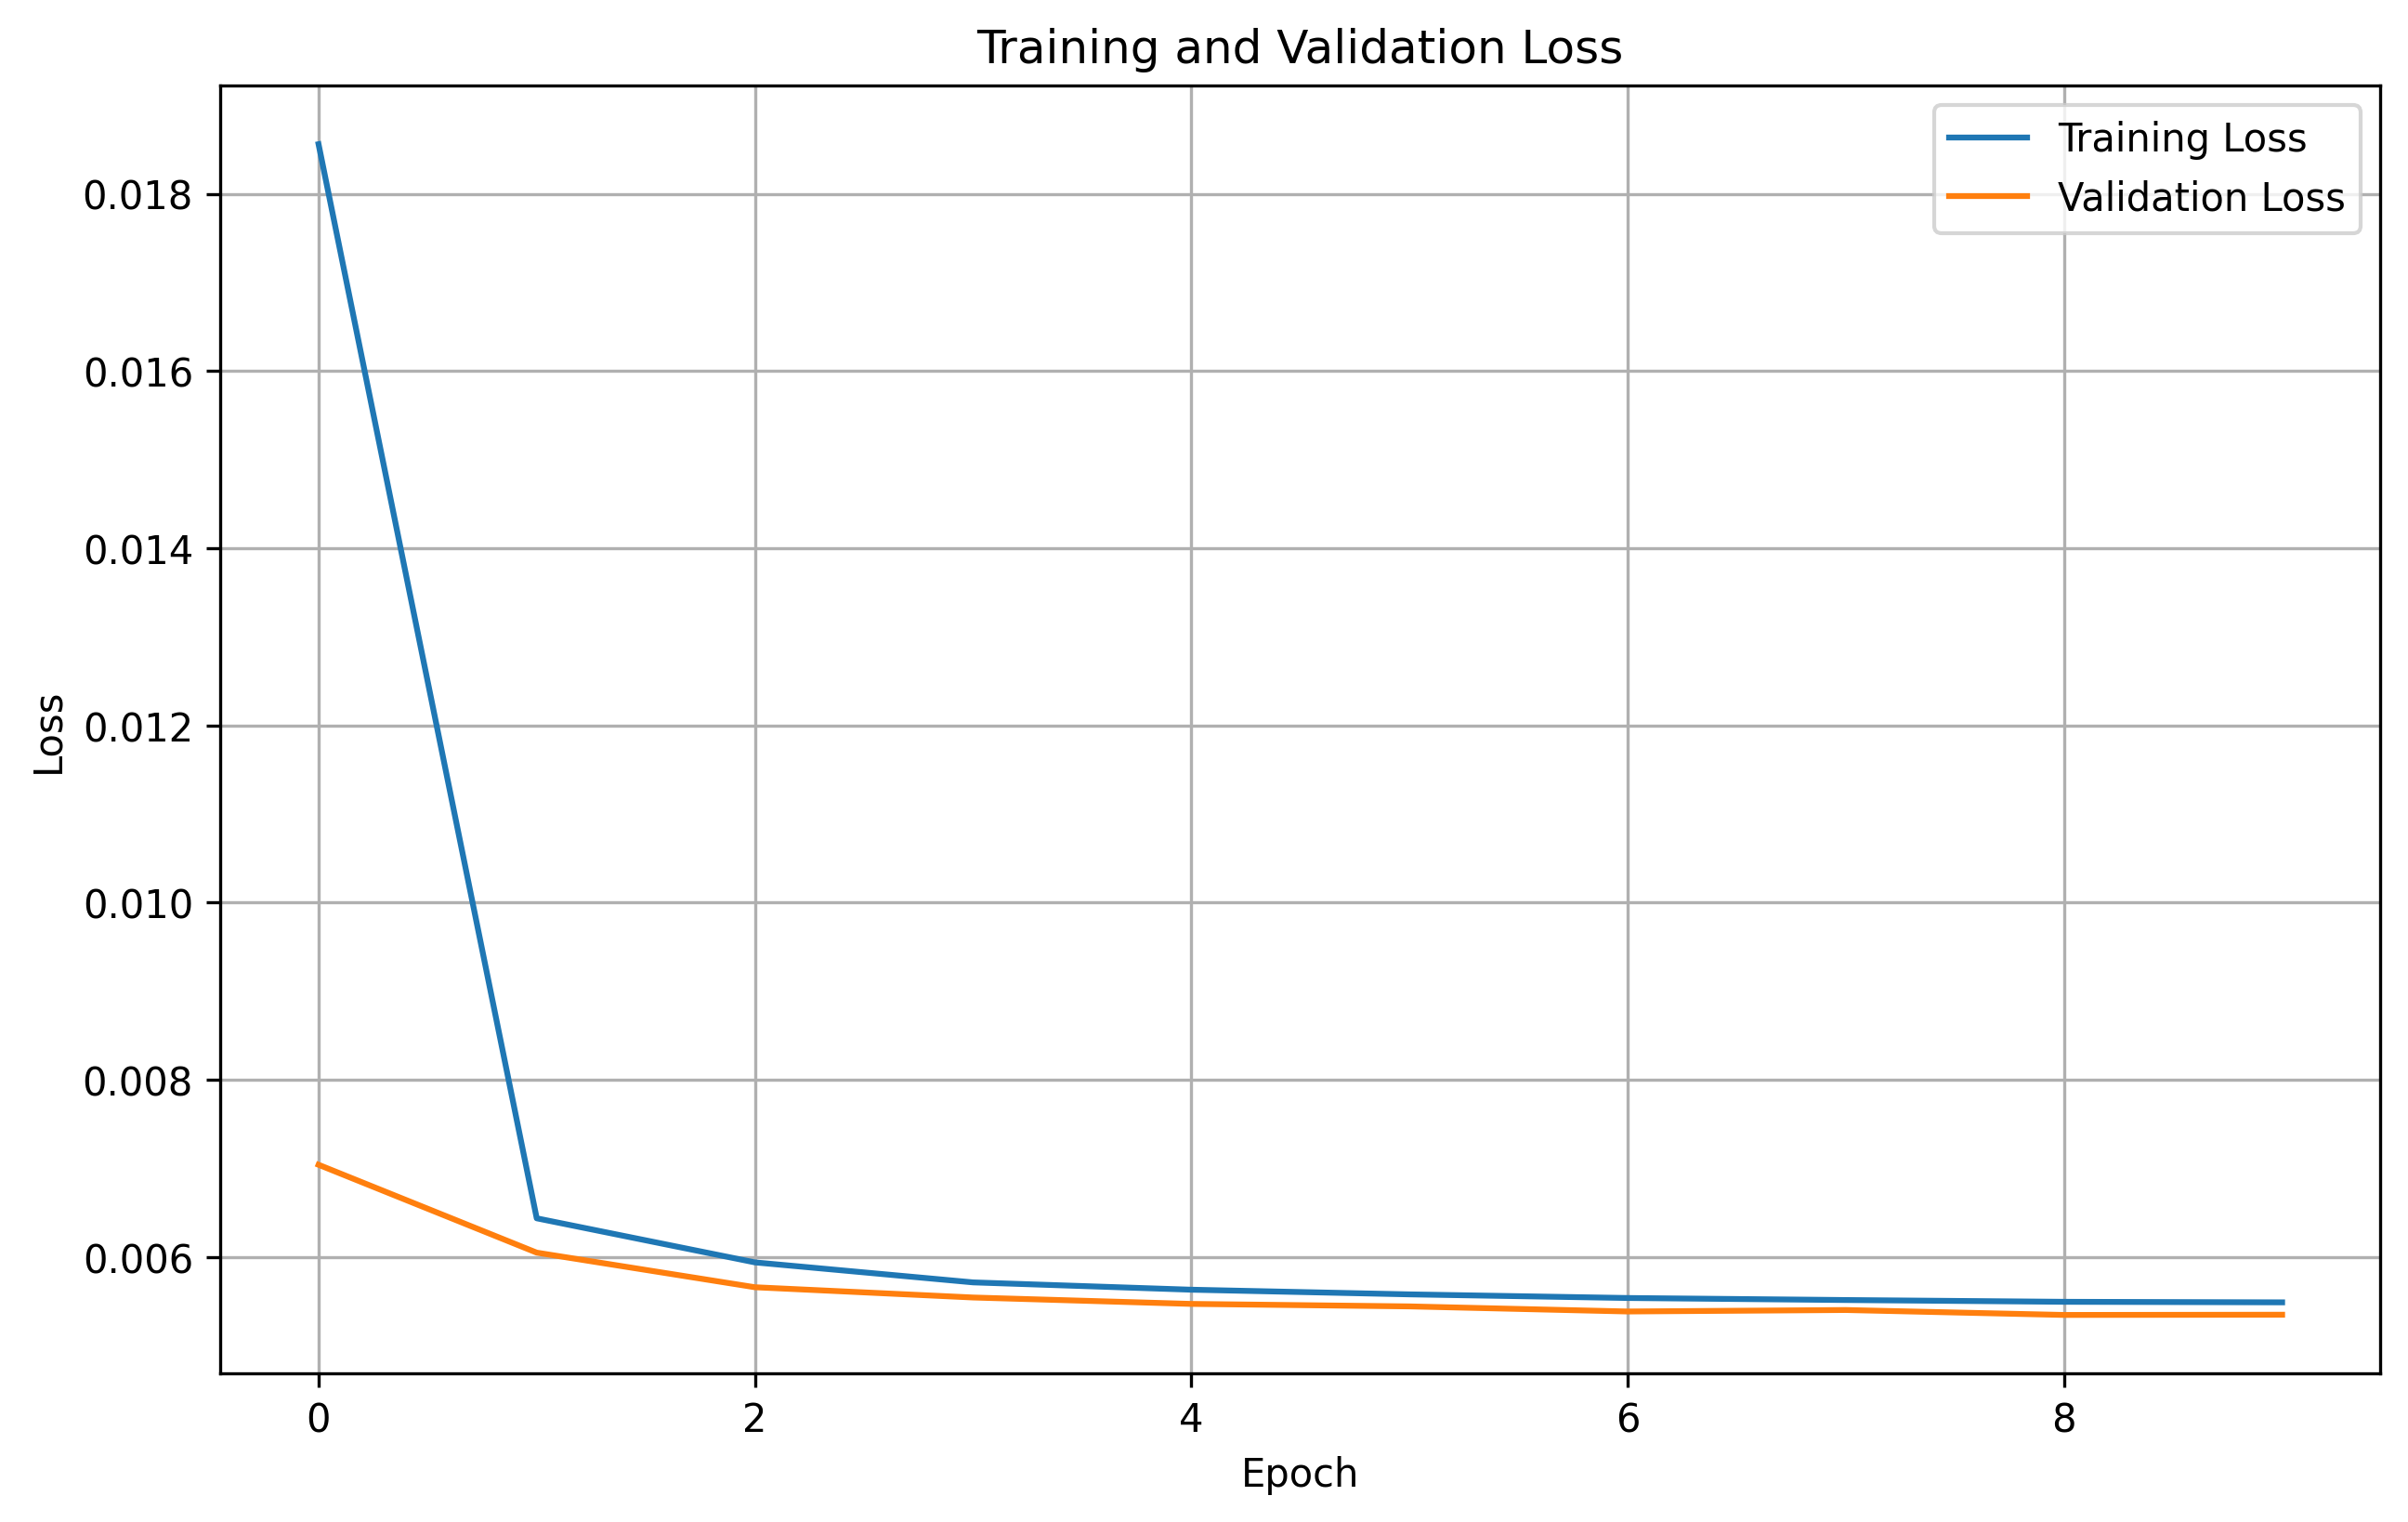 Training and Validation Loss
Training Loss
Validation Loss
0.018
0.016
0.014
0.012
0.010
0.008
0.006
Loss
0 2 4 6 8
Epoch